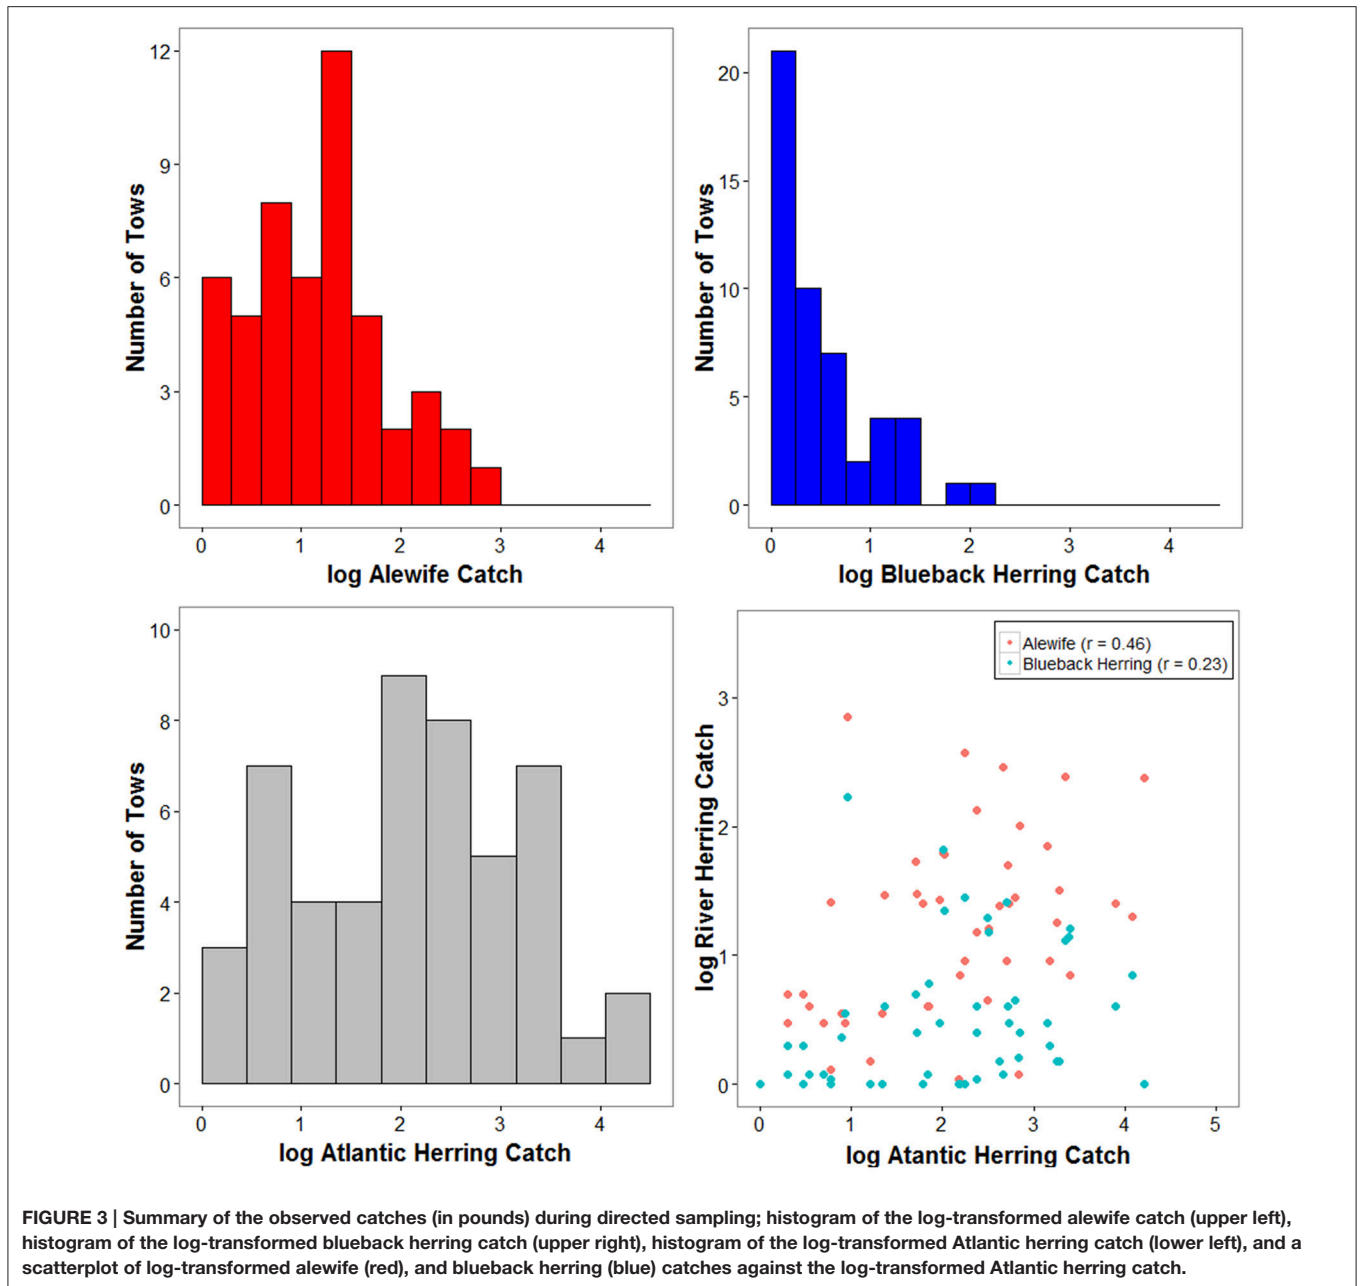 12
9
6
3
0
Number of Tows
0 1 2 3 4
log Alewife Catch
20
15
10
5
0
Number of Tows
0 1 2 3 4
log Blueback Herring Catch
10
8
6
4
2
0
Number of Tows
0 1 2 3 4
log Atlantic Herring Catch
Alewife (r = 0.46)
Blueback Herring (r = 0.23)
3
2
1
0
log River Herring Catch
0 1 2 3 4 5
log Atantic Herring Catch
FIGURE 3 | Summary of the observed catches (in pounds) during directed sampling; histogram of the log-transformed alewife catch (upper left),
histogram of the log-transformed blueback herring catch (upper right), histogram of the log-transformed Atlantic herring catch (lower left), and a
scatterplot of log-transformed alewife (red), and blueback herring (blue) catches against the log-transformed Atlantic herring catch.